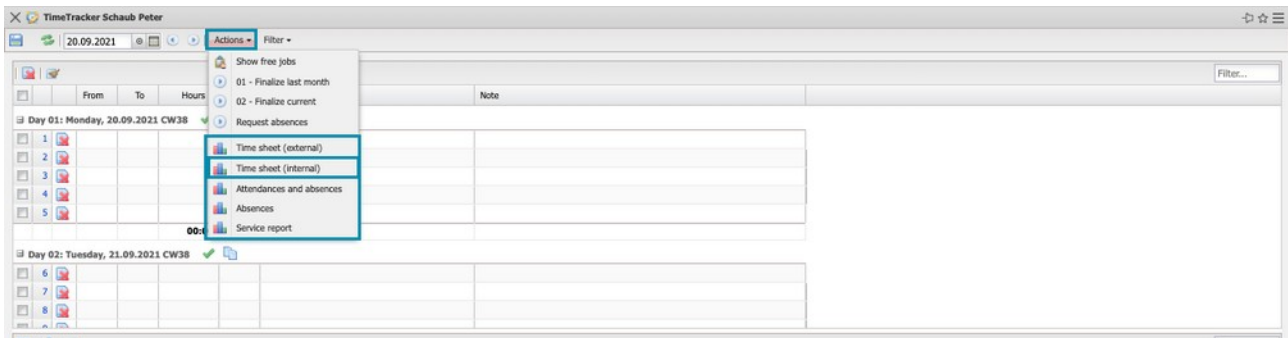 TimeTracker Schaub Peter
20.09.2021 Actions Filter
Show free jobs
01 - Finalize last month
02 - Finalize current
Request absences
Time sheet (external)
Time sheet (internal)
Attendances and absences
Absences
Service report
Filter...
From To Hours Note
Day 01: Monday, 20.09.2021 CW38
1
2
3
4
5
Day 02: Tuesday, 21.09.2021 CW38
6
7
8